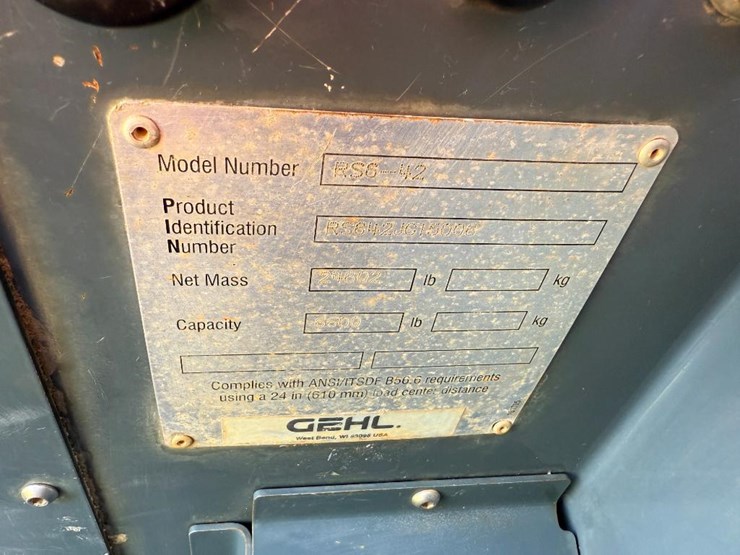 Model Number RS6-42
Product
Identification
Number
Net Mass lb kg
Capacity lb kg
Complies with ANSI/ITSDF B56.6 requirements
using a 24 in (610 mm) load center distance
GEHL
West Bend, WI 53095 USA